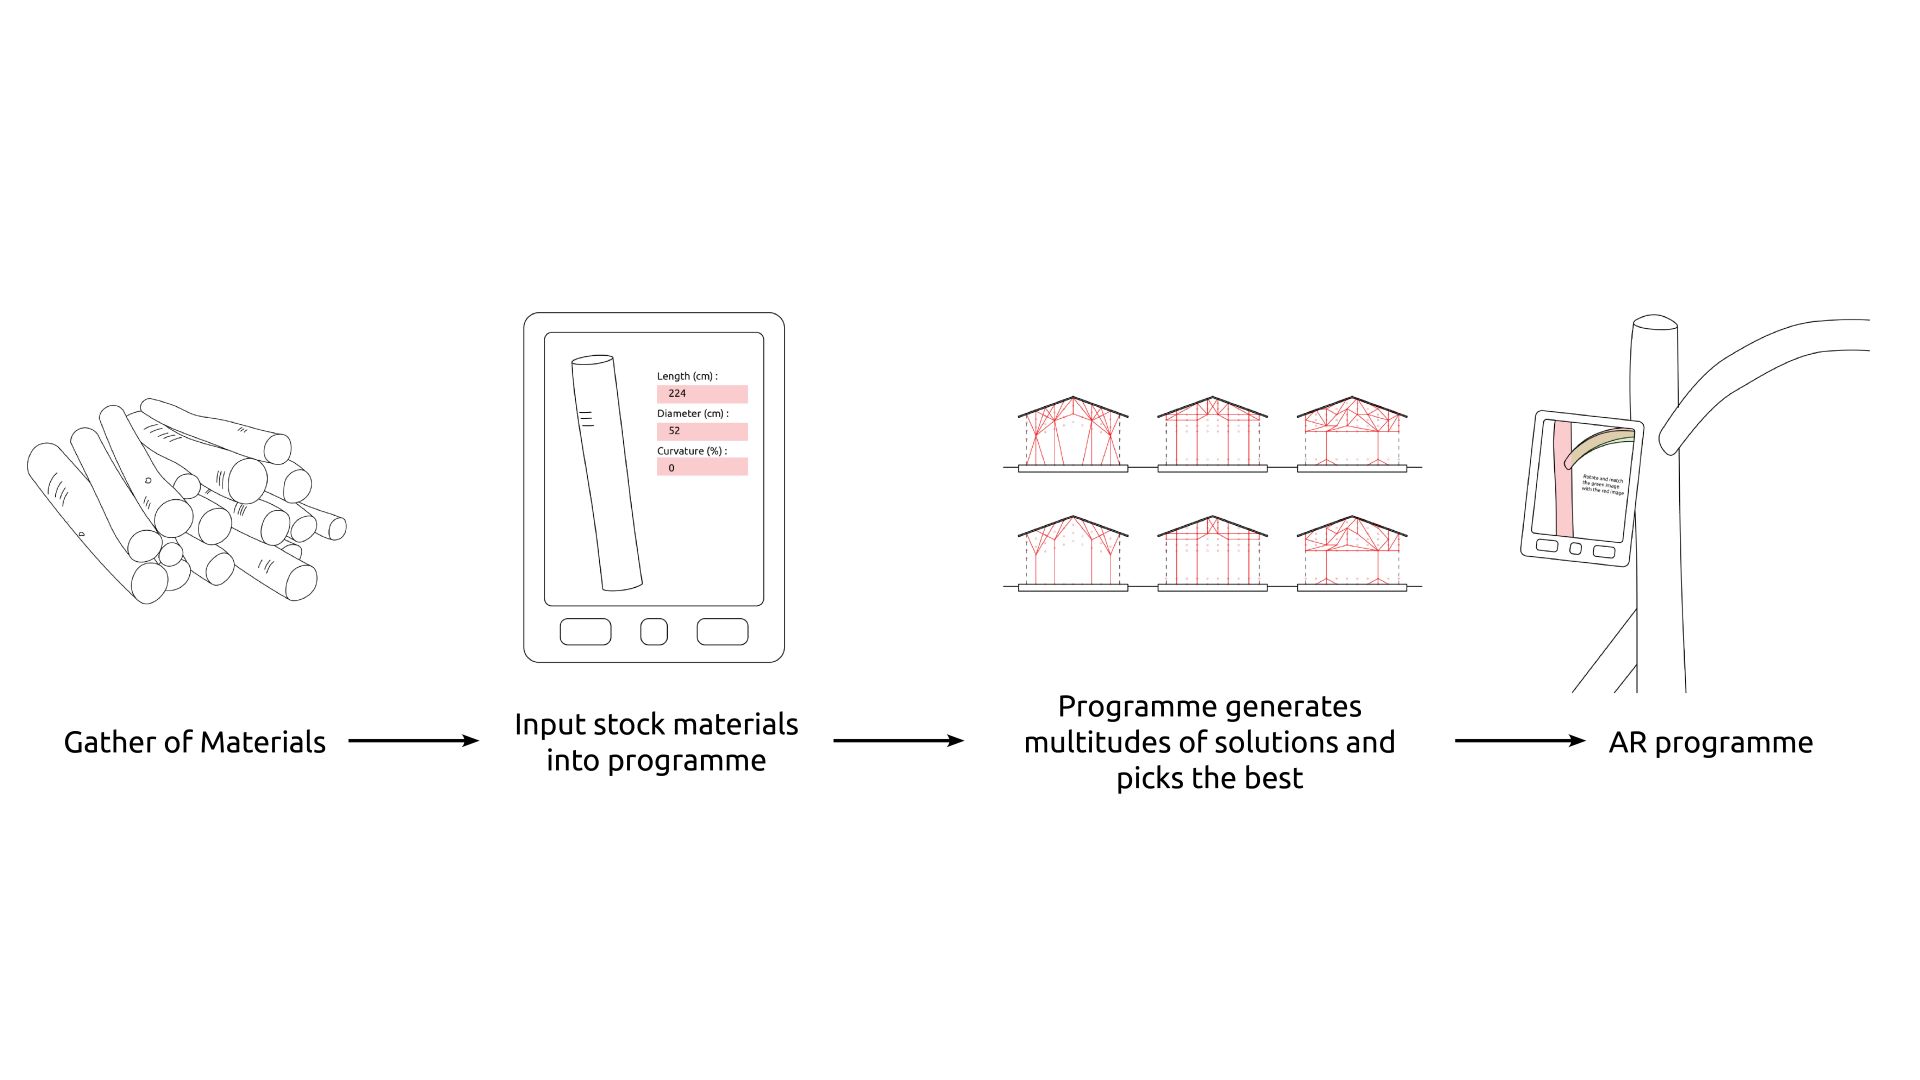 Length (cm) :
224
Diameter (cm) :
52
Curvature (%) :
0
Rotate and match
the green image
with the red image
Gather of Materials
Input stock materials
into programme
Programme generates
multitudes of solutions and
picks the best
AR programme